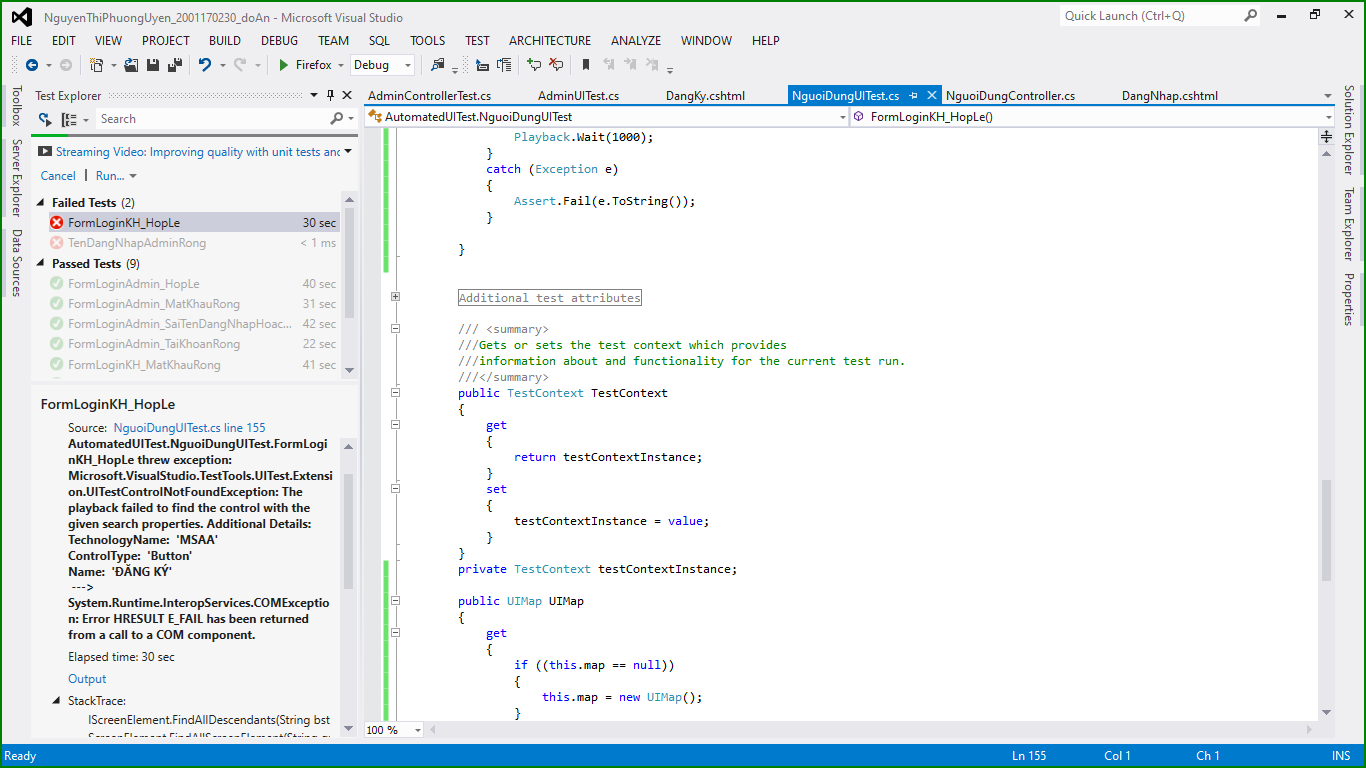 NguyenThiPhuongUyen_2001170230_doAn - Microsoft Visual Studio
Quick Launch (Ctrl+Q)
FILE EDIT VIEW PROJECT BUILD DEBUG TEAM SQL TOOLS TEST ARCHITECTURE ANALYZE WINDOW HELP
Firefox Debug
Toolbox
Server Explorer
Data Sources
Test Explorer
Search
Streaming Video: Improving quality with unit tests and
Cancel | Run...
Failed Tests (2)
FormLoginKH_HopLe 30 sec
TenDangNhapAdminRong < 1 ms
Passed Tests (9)
FormLoginAdmin_HopLe 40 sec
FormLoginAdmin_MatKhauRong 31 sec
FormLoginAdmin_SaiTenDangNhapHoac... 42 sec
FormLoginAdmin_TaiKhoanRong 22 sec
FormLoginKH_MatKhauRong 41 sec
FormLoginKH_HopLe
Source: NguoiDungUITest.cs line 155
AutomatedUITest.NguoiDungUITest.FormLogi
nKH_HopLe threw exception:
Microsoft.VisualStudio.TestTools.UITest.Extensi
on.UITestControlNotFoundException: The
playback failed to find the control with the
given search properties. Additional Details:
TechnologyName: 'MSAA'
ControlType: 'Button'
Name: 'ĐĂNG KÝ'
--->
System.Runtime.InteropServices.COMExceptio
n: Error HRESULT E_FAIL has been returned
from a call to a COM component.
Elapsed time: 30 sec
Output
StackTrace:
IScreenElement.FindAllDescendants(String bst
AdminControllerTest.cs AdminUITest.cs DangKy.cshtml NguoiDungUITest.cs NguoiDungController.cs DangNhap.cshtml
AutomatedUITest.NguoiDungUITest FormLoginKH_HopLe()
Playback.Wait(1000);
}
catch (Exception e)
{
Assert.Fail(e.ToString());
}
}
Additional test attributes
/// <summary>
///Gets or sets the test context which provides
///information about and functionality for the current test run.
///</summary>
public TestContext TestContext
{
get
{
return testContextInstance;
}
set
{
testContextInstance = value;
}
}
private TestContext testContextInstance;
public UIMap UIMap
{
get
{
if ((this.map == null))
{
this.map = new UIMap();
}
100 %
Solution Explorer
Team Explorer
Properties
Ready Ln 155 Col 1 Ch 1 INS